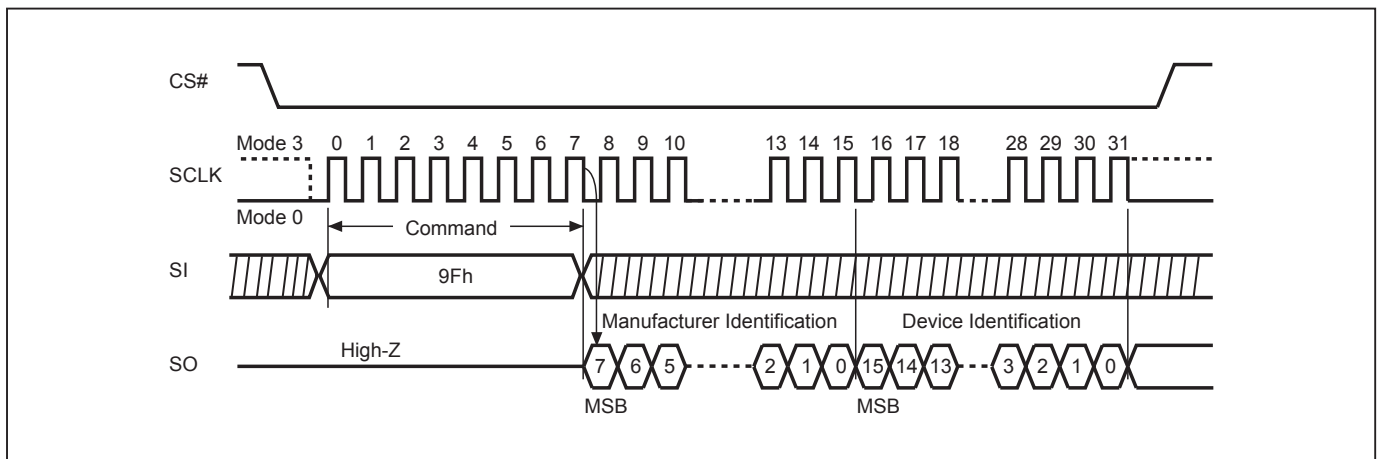 CS#
Mode 3 0 1 2 3 4 5 6 7 8 9 10 13 14 15 16 17 18 28 29 30 31
SCLK
Mode 0
Command
SI
9Fh
Manufacturer Identification Device Identification
High-Z
SO
7 6 5 2 1 0 15 14 13 3 2 1 0
MSB MSB